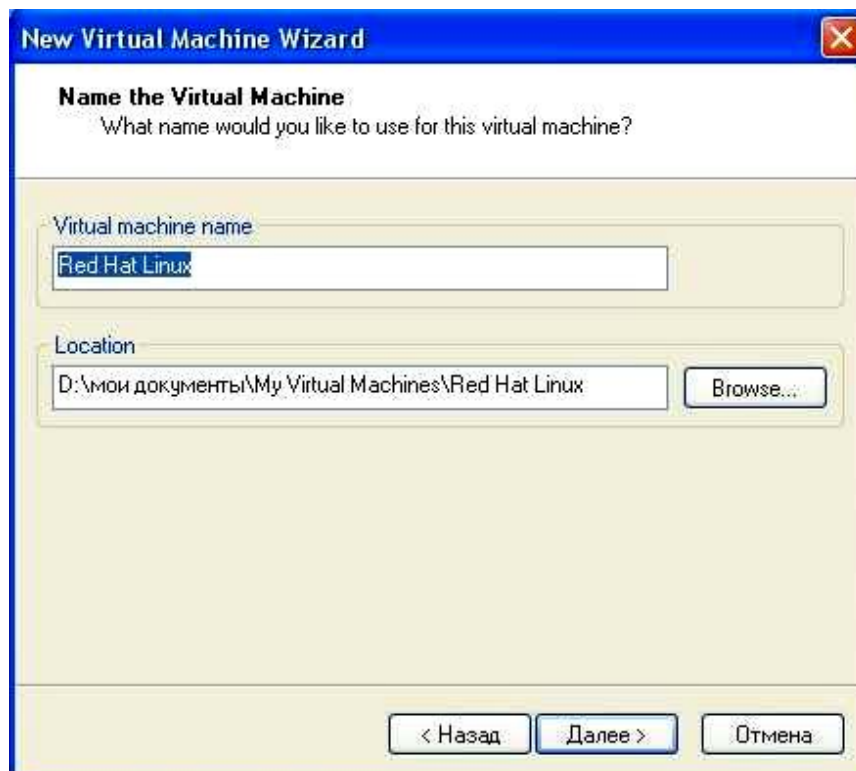 New Virtual Machine Wizard
Name the Virtual Machine
What name would you like to use for this virtual machine?
Virtual machine name
Red Hat Linux
Location
D:\мои документы\My Virtual Machines\Red Hat Linux
Browse...
< Назад
Далее >
Отмена